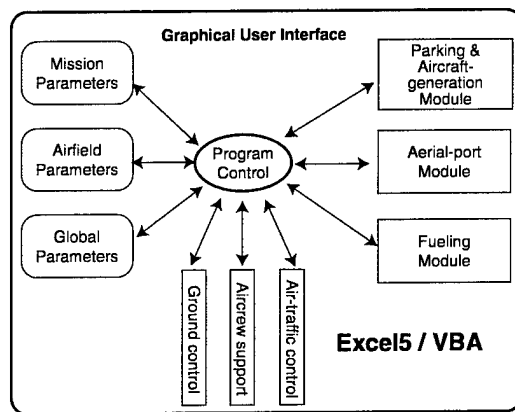 Graphical User Interface
Mission
Parameters
Airfield
Parameters
Global
Parameters
Program
Control
Parking &
Aircraft-
generation
Module
Aerial-port
Module
Fueling
Module
Ground control
Aircrew support
Air-traffic control
Excel5 / VBA